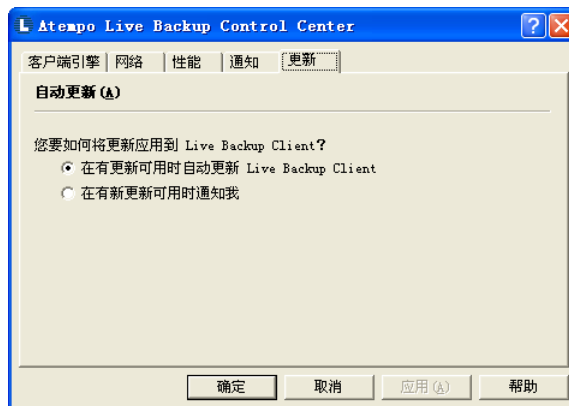 Atempo Live Backup Control Center
客户端引擎 网络 性能 通知 更新
自动更新(A)
您要如何将更新应用到 Live Backup Client?
在有更新可用时自动更新 Live Backup Client
在有新更新可用时通知我
确定 取消 应用(A) 帮助